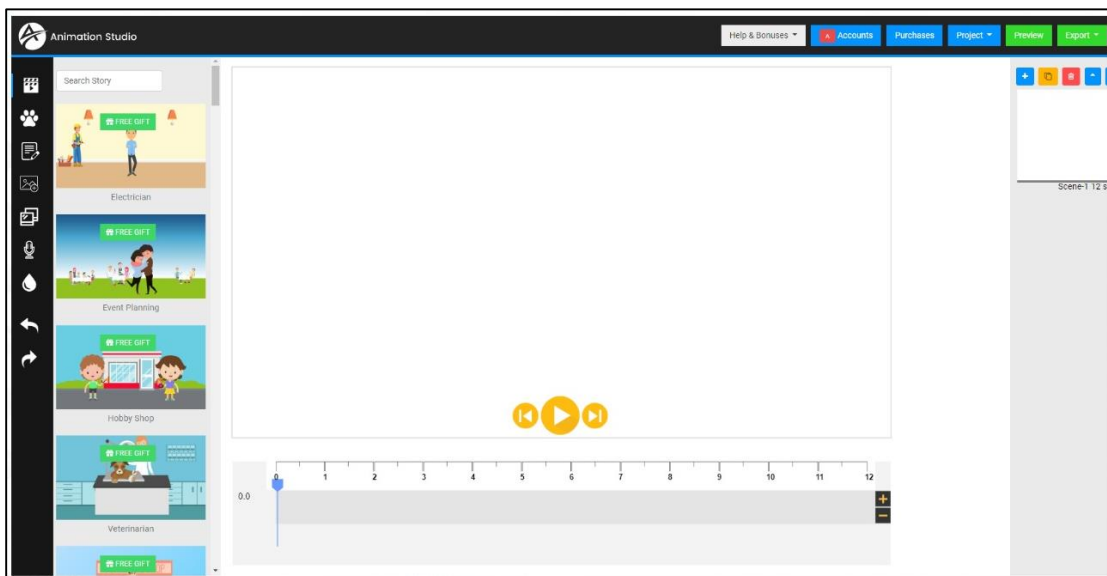 Animation Studio
Help & Bonuses
A Accounts
Purchases
Project
Preview
Export
Search Story
FREE GIFT
Electrician
FREE GIFT
Event Planning
FREE GIFT
Hobby Shop
FREE GIFT
Veterinarian
FREE GIFT
Scene-1 12 s
0 1 2 3 4 5 6 7 8 9 10 11 12
0.0